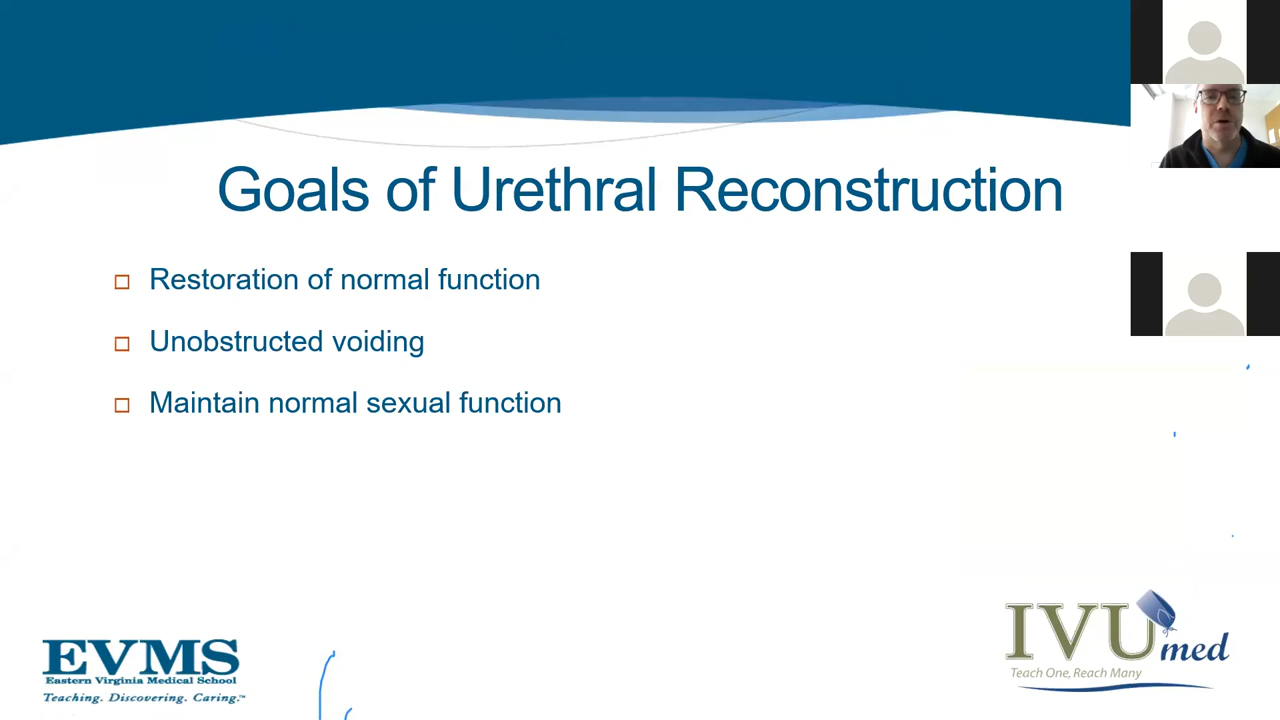 Goals of Urethral Reconstruction
Restoration of normal function
Unobstructed voiding
Maintain normal sexual function
EVMS
Eastern Virginia Medical School
Teaching. Discovering. Caring.™
IVUmed
Teach One, Reach Many